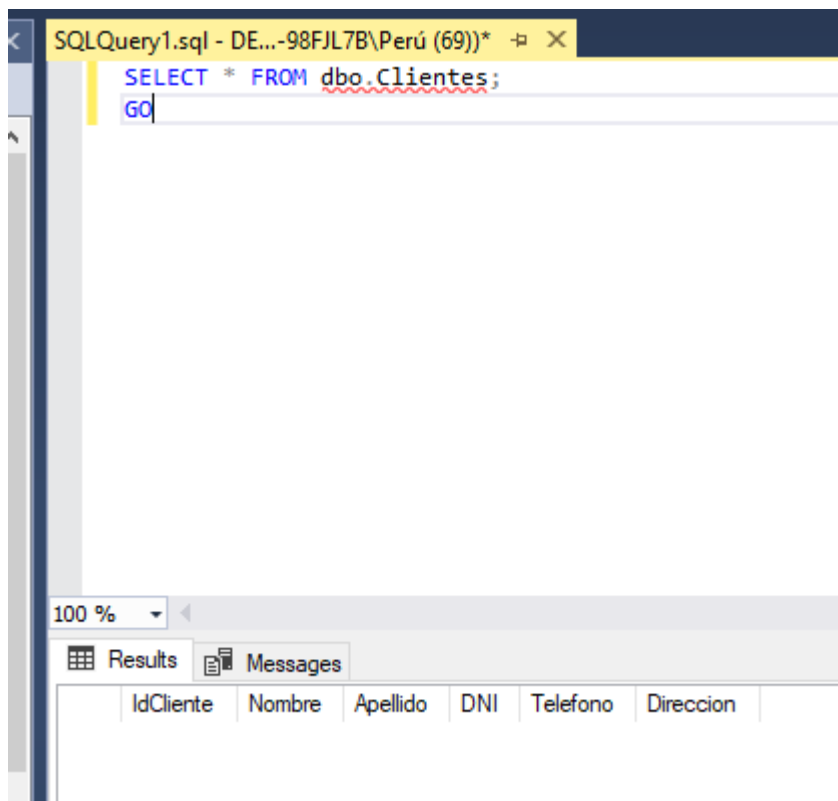 SQLQuery1.sql - DE...-98FJL7B\Perú (69))*
SELECT * FROM dbo.Clientes;
GO
100 %
Results Messages
IdCliente Nombre Apellido DNI Telefono Direccion